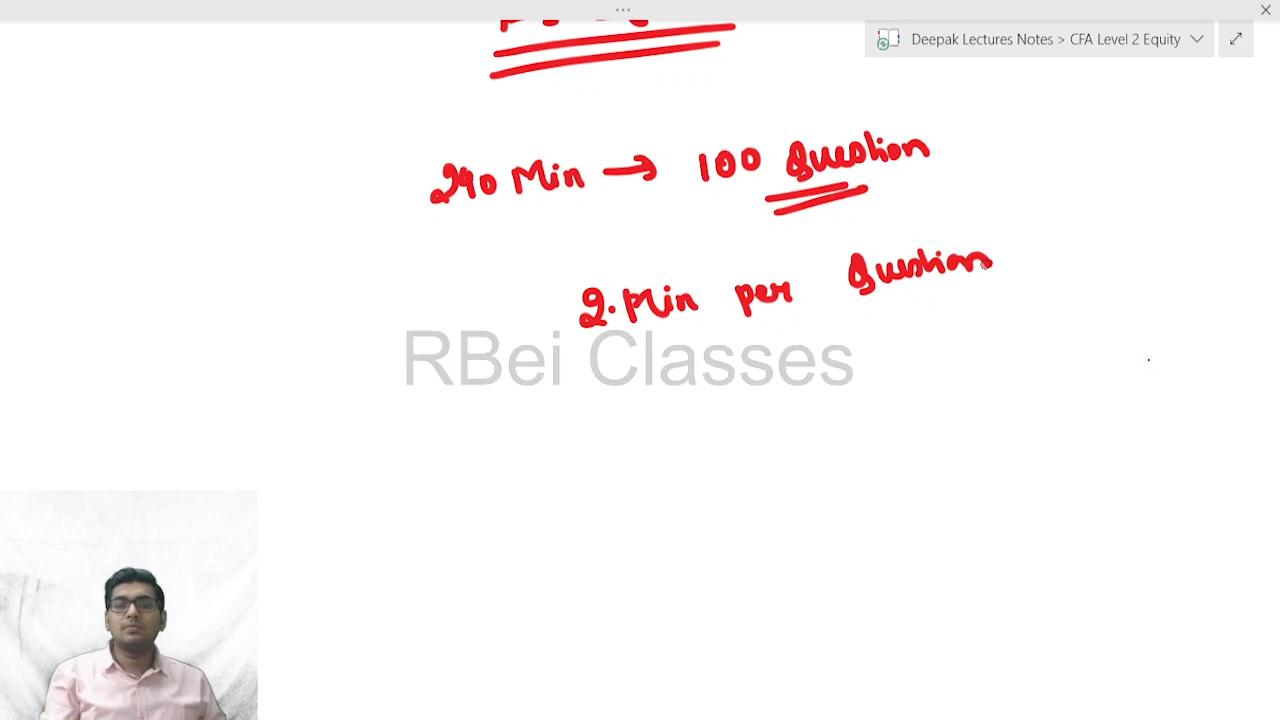 Deepak Lectures Notes > CFA Level 2 Equity
240 Min → 100 Question
2. Min per Question
RBei Classes